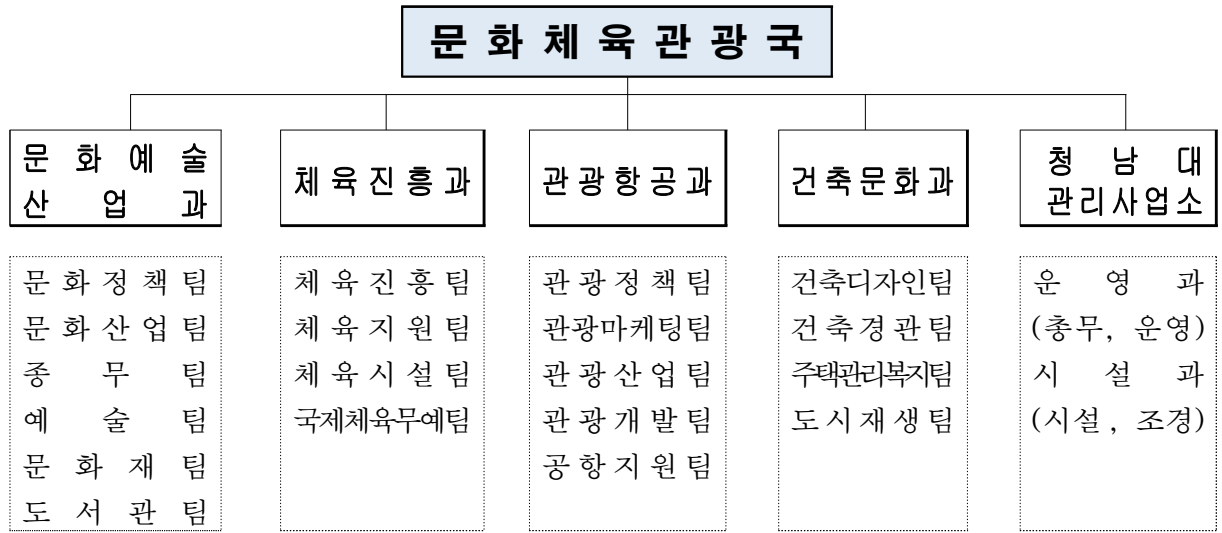 문화체육관광국
문화예술
산업과
체육진흥과
관광항공과
건축문화과
청남대
관리사업소
문화정책팀
문화산업팀
종무팀
예술팀
문화재팀
도서관팀
체육진흥팀
체육지원팀
체육시설팀
국제체육무예팀
관광정책팀
관광마케팅팀
관광산업팀
관광개발팀
공항지원팀
건축디자인팀
건축경관팀
주택관리복지팀
도시재생팀
운영과
(총무, 운영)
시설과
(시설, 조경)